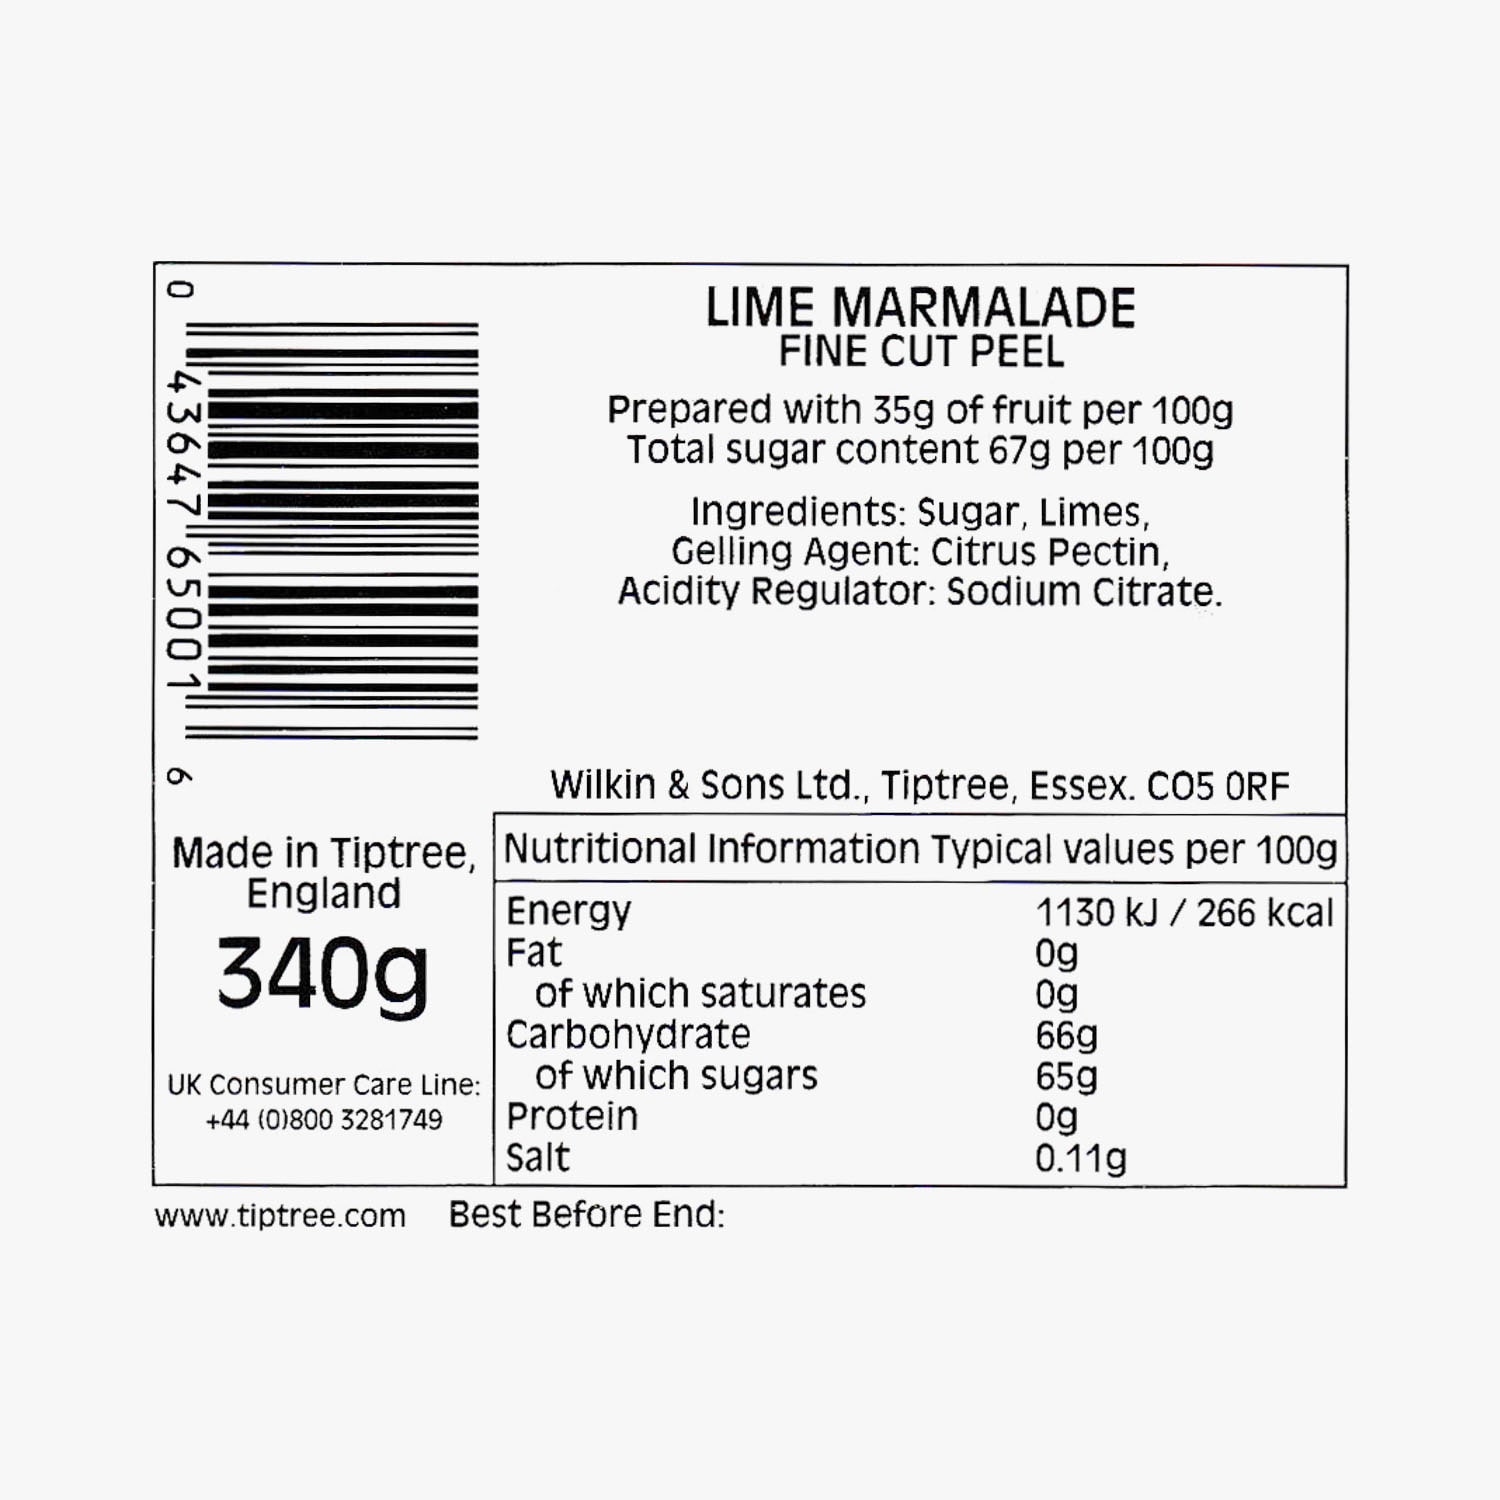 0 43647 65001 6
LIME MARMALADE
FINE CUT PEEL
Prepared with 35g of fruit per 100g
Total sugar content 67g per 100g
Ingredients: Sugar, Limes,
Gelling Agent: Citrus Pectin,
Acidity Regulator: Sodium Citrate.
Wilkin & Sons Ltd., Tiptree, Essex. CO5 0RF
Made in Tiptree,
England
340g
UK Consumer Care Line:
+44 (0)800 3281749
Nutritional Information Typical values per 100g
Energy 1130 kJ / 266 kcal
Fat 0g
of which saturates 0g
Carbohydrate 66g
of which sugars 65g
Protein 0g
Salt 0.11g
www.tiptree.com Best Before End: